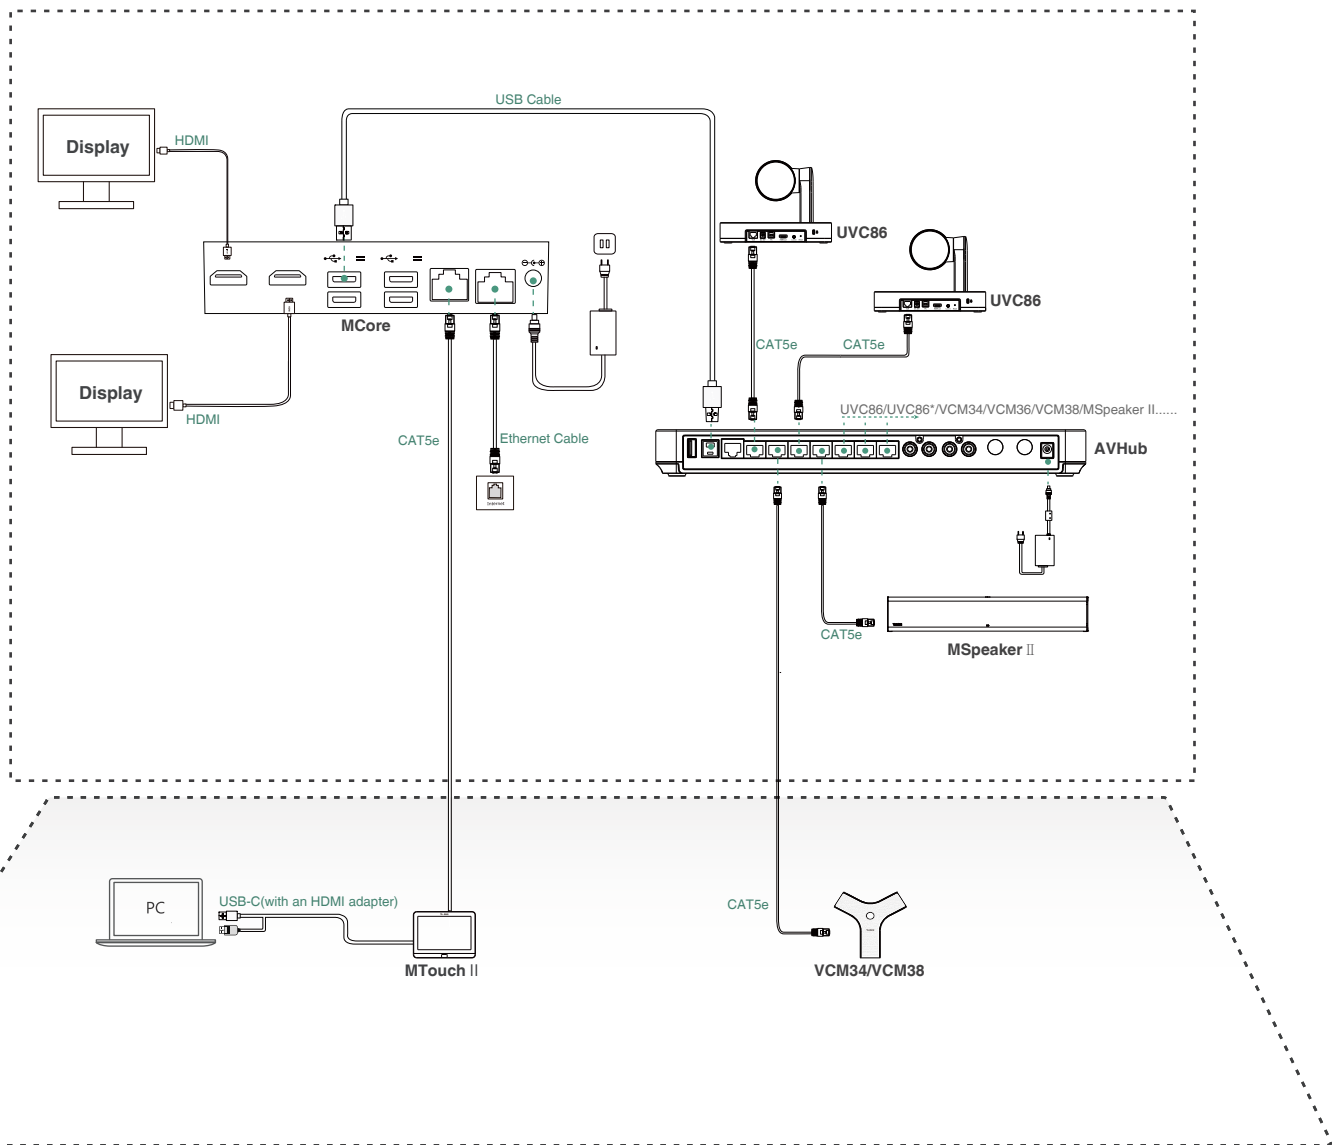 USB Cable
Display
HDMI
UVC86
UVC86
MCore
CAT5e
CAT5e
Display
HDMI
UVC86/UVC86*/VCM34/VCM36/VCM38/MSpeaker II......
CAT5e
Ethernet Cable
AVHub
Internet
CAT5e
MSpeaker Ⅱ
PC
USB-C(with an HDMI adapter)
CAT5e
MTouch Ⅱ
VCM34/VCM38